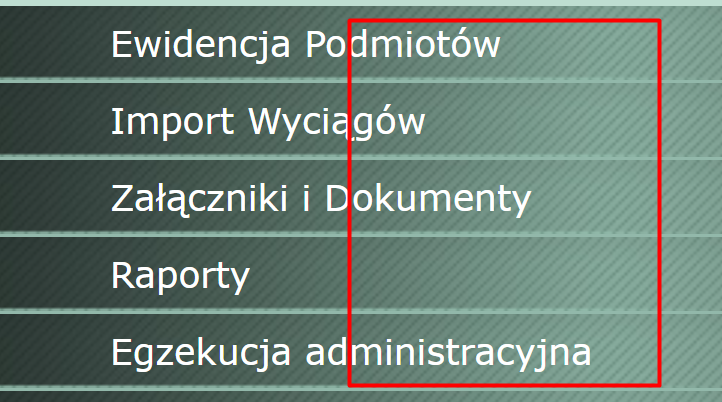 Ewidencja Podmiotów
Import Wyciągów
Załączniki i Dokumenty
Raporty
Egzekucja administracyjna